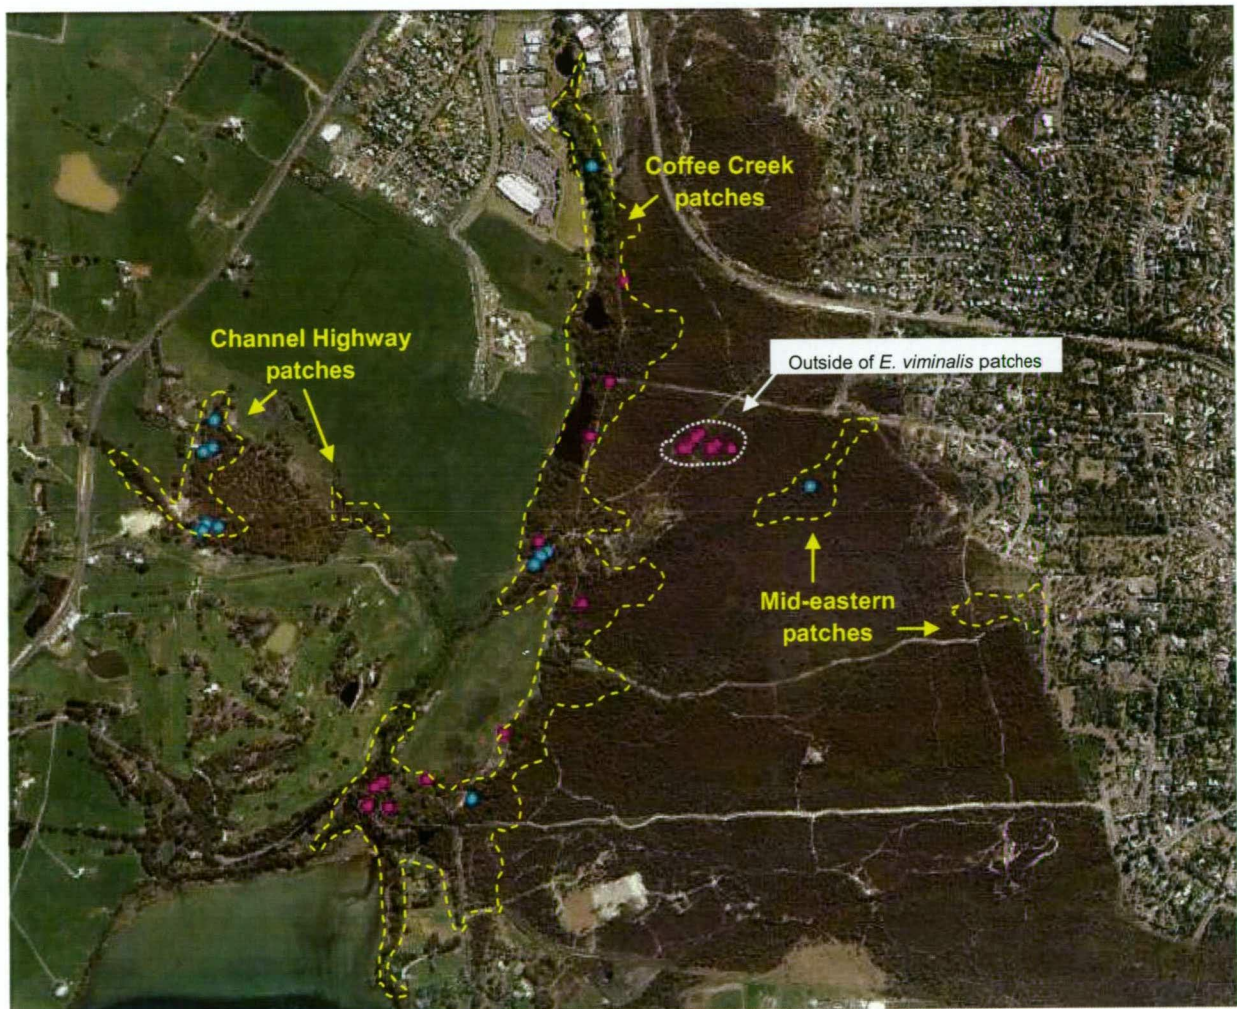 Coffee Creek
patches
Channel Highway
patches
Outside of E. viminalis patches
Mid-eastern
patches